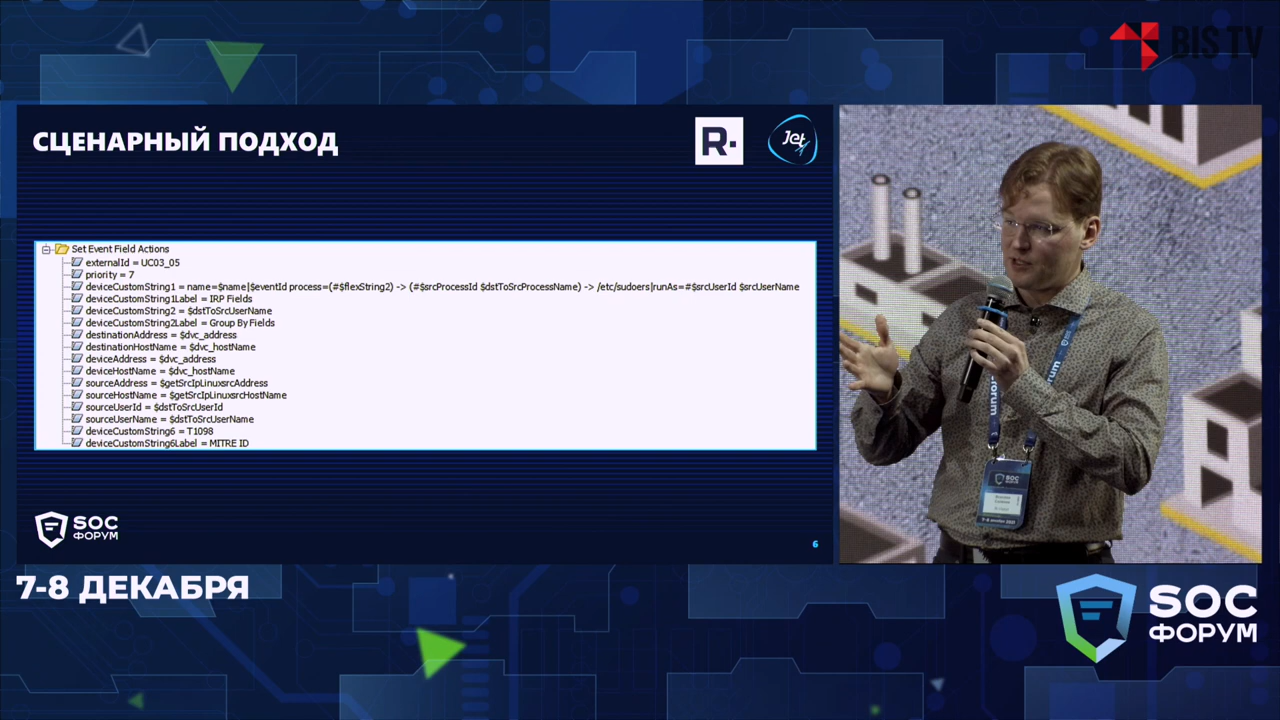 BIS TV
СЦЕНАРНЫЙ ПОДХОД
R.
Jet
Set Event Field Actions
externalId = UC03_05
priority = 7
deviceCustomString1 = name=$name|$eventId process=(#$flexString2) -> (#$srcProcessId $dstToSrcProcessName) -> /etc/sudoers|runAs=#$srcUserId $srcUserName
deviceCustomString1Label = IRP Fields
deviceCustomString2 = $dstToSrcUserName
deviceCustomString2Label = Group By Fields
destinationAddress = $dvc_address
destinationHostName = $dvc_hostName
deviceAddress = $dvc_address
deviceHostName = $dvc_hostName
sourceAddress = $getSrcIpLinuxsrcAddress
sourceHostName = $getSrcIpLinuxsrcHostName
sourceUserId = $dstToSrcUserId
sourceUserName = $dstToSrcUserName
deviceCustomString6 = T1098
deviceCustomString6Label = MITRE ID
SOC
ФОРУМ
6
forum
SOC
ФОРУМ
7-8 ДЕКАБРЯ
SOC
ФОРУМ